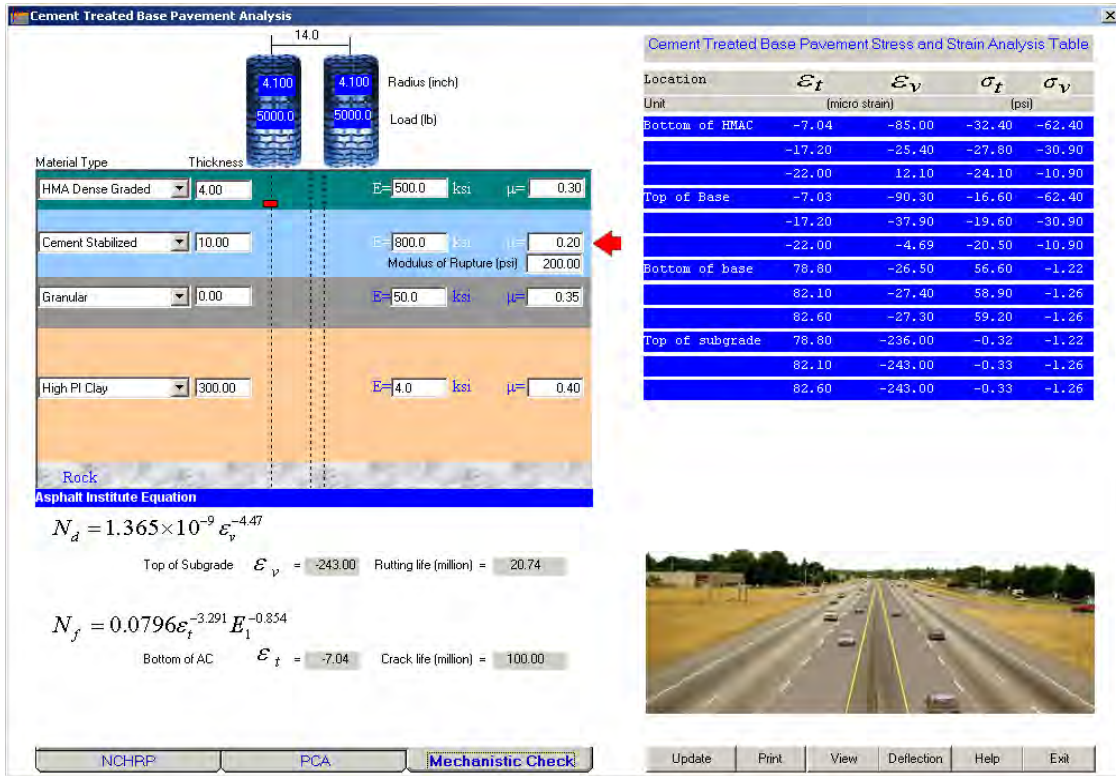 Cement Treated Base Pavement Analysis
14.0
4.100 4.100 Radius (inch)
5000.0 5000.0 Load (lb)
Material Type Thickness
HMA Dense Graded 4.00 E= 500.0 ksi μ= 0.30
Cement Stabilized 10.00 E= 800.0 ksi μ= 0.20
Modulus of Rupture (psi) 200.00
Granular 0.00 E= 50.0 ksi μ= 0.35
High PI Clay 300.00 E= 4.0 ksi μ= 0.40
Rock
Asphalt Institute Equation
N_d = 1.365×10^-9 ε_v^-4.47
Top of Subgrade ε_v = -243.00 Rutting life (million) = 20.74
N_f = 0.0796ε_t^-3.291 E_1^-0.854
Bottom of AC ε_t = -7.04 Crack life (million) = 100.00
NCHRP PCA Mechanistic Check
Cement Treated Base Pavement Stress and Strain Analysis Table
Location ε_t ε_v σ_t σ_v
Unit (micro strain) (psi)
Bottom of HMAC -7.04 -85.00 -32.40 -62.40
-17.20 -25.40 -27.80 -30.90
-22.00 12.10 -24.10 -10.90
Top of Base -7.03 -90.30 -16.60 -62.40
-17.20 -37.90 -19.60 -30.90
-22.00 -4.69 -20.50 -10.90
Bottom of base 78.80 -26.50 56.60 -1.22
82.10 -27.40 58.90 -1.26
82.60 -27.30 59.20 -1.26
Top of subgrade 78.80 -236.00 -0.32 -1.22
82.10 -243.00 -0.33 -1.26
82.60 -243.00 -0.33 -1.26
Update Print View Deflection Help Exit